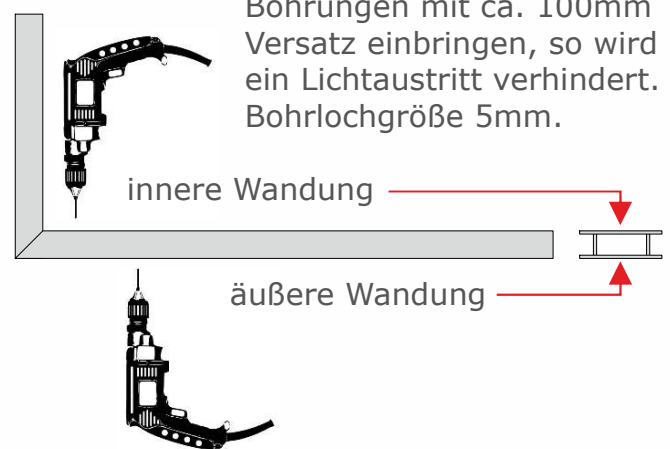 Bohrungen mit ca. 100mm
Versatz einbringen, so wird
ein Lichtaustritt verhindert.
Bohrlochgröße 5mm.
innere Wandung
äußere Wandung